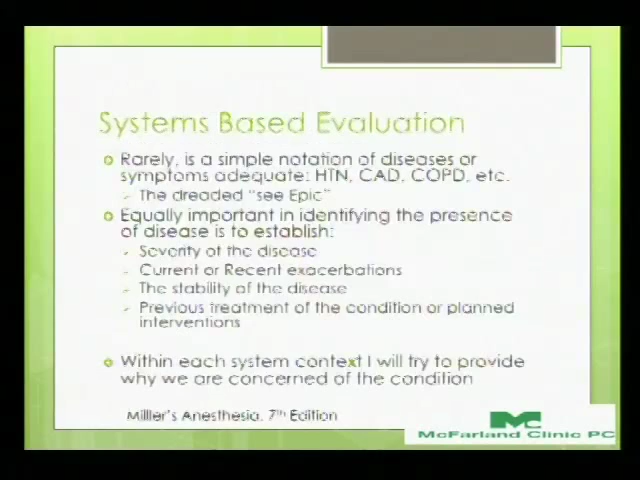 Systems Based Evaluation
Rarely, is a simple notation of diseases or
symptoms adequate: HTN, CAD, COPD, etc.
The dreaded "see Epic"
Equally important in identifying the presence
of disease is to establish:
Severity of the disease
Current or Recent exacerbations
The stability of the disease
Previous treatment of the condition or planned
interventions
Within each system context I will try to provide
why we are concerned of the condition
Miller's Anesthesia, 7th Edition
McFarland Clinic PC